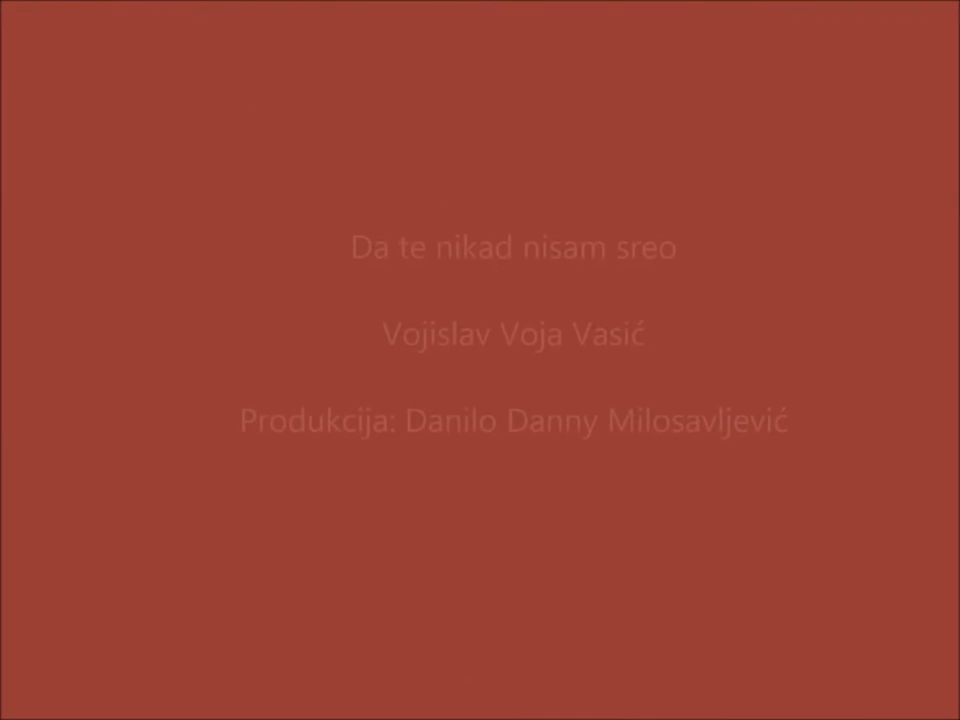 Da te nikad nisam sreo
Vojislav Voja Vasić
Produkcija: Danilo Danny Milosavljević